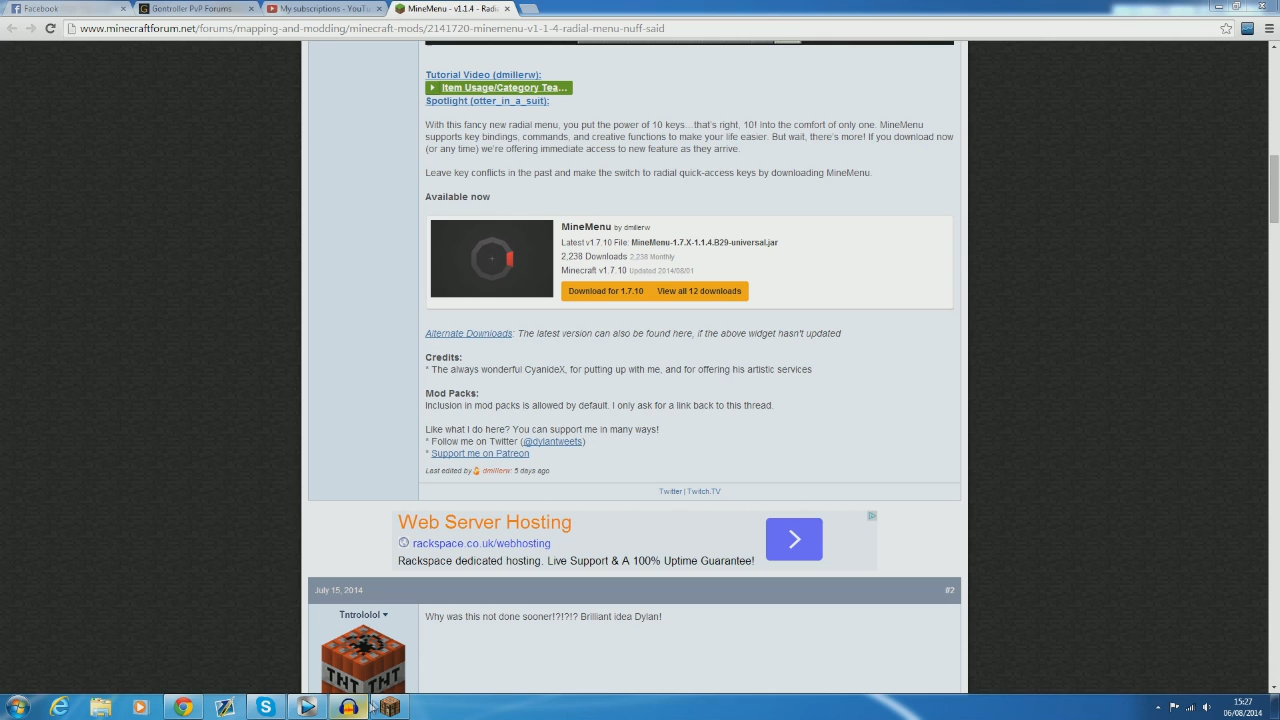 Facebook
Gontroller PvP Forums
My subscriptions - YouTu
MineMenu - v1.1.4 - Radia
www.minecraftforum.net/forums/mapping-and-modding/minecraft-mods/2141720-minemenu-v1-1-4-radial-menu-nuff-said
Tutorial Video (dmillerw):
Item Usage/Category Tea...
Spotlight (otter_in_a_suit):
With this fancy new radial menu, you put the power of 10 keys...that's right, 10! Into the comfort of only one. MineMenu
supports key bindings, commands, and creative functions to make your life easier. But wait, there's more! If you download now
(or any time) we're offering immediate access to new feature as they arrive.
Leave key conflicts in the past and make the switch to radial quick-access keys by downloading MineMenu.
Available now
MineMenu by dmillerw
Latest v1.7.10 File: MineMenu-1.7.X-1.1.4.B29-universal.jar
2,238 Downloads 2,238 Monthly
Minecraft v1.7.10 Updated 2014/08/01
Download for 1.7.10 View all 12 downloads
Alternate Downloads: The latest version can also be found here, if the above widget hasn't updated
Credits:
* The always wonderful CyanideX, for putting up with me, and for offering his artistic services
Mod Packs:
Inclusion in mod packs is allowed by default. I only ask for a link back to this thread.
Like what I do here? You can support me in many ways!
* Follow me on Twitter (@dylantweets)
* Support me on Patreon
Last edited by dmillerw: 5 days ago
Twitter | Twitch.TV
Web Server Hosting
rackspace.co.uk/webhosting
Rackspace dedicated hosting. Live Support & A 100% Uptime Guarantee!
July 15, 2014
#2
Tntrololol
Why was this not done sooner!?!?!? Brilliant idea Dylan!
TNT TNT
15:27
06/08/2014